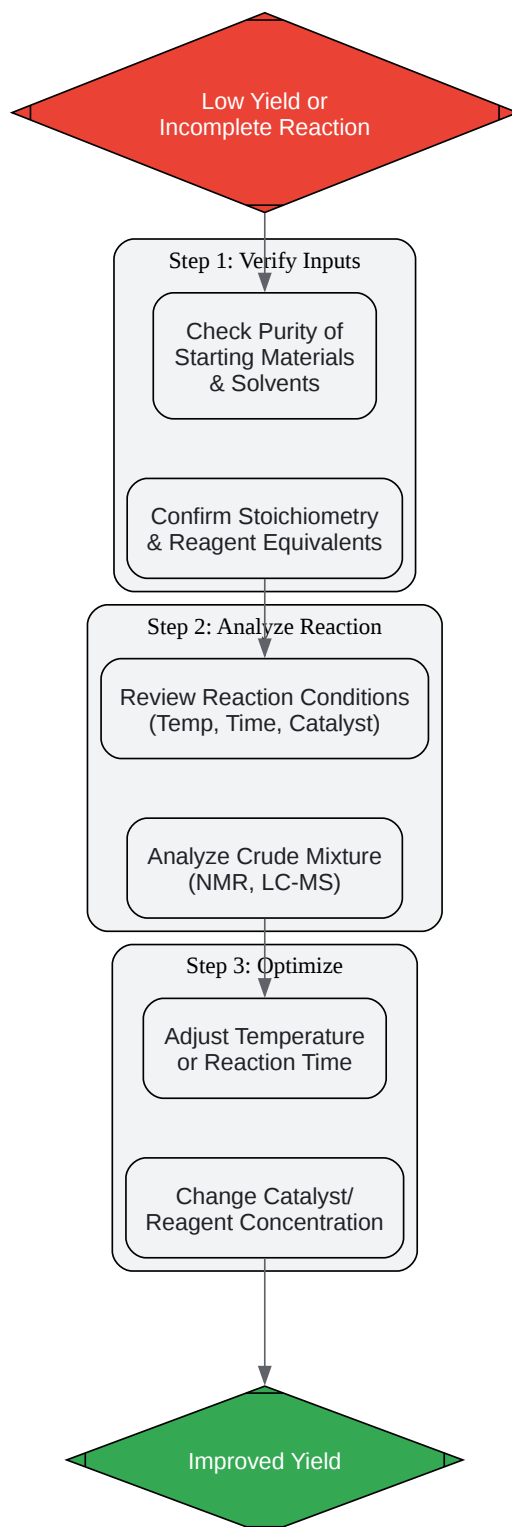 Low Yield or
Incomplete Reaction
Step 1: Verify Inputs
Check Purity of
Starting Materials
& Solvents
Confirm Stoichiometry
& Reagent Equivalents
Step 2: Analyze Reaction
Review Reaction Conditions
(Temp, Time, Catalyst)
Analyze Crude Mixture
(NMR, LC-MS)
Step 3: Optimize
Adjust Temperature
or Reaction Time
Change Catalyst/
Reagent Concentration
Improved Yield